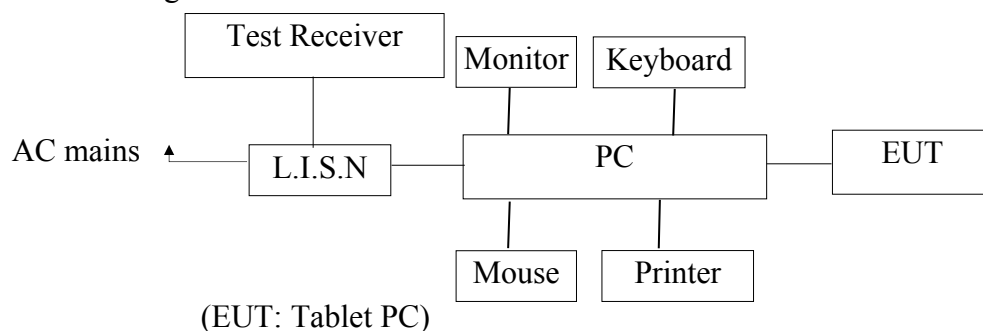 Test Receiver
Monitor
Keyboard
AC mains
L.I.S.N
PC
EUT
Mouse
Printer
(EUT: Tablet PC)